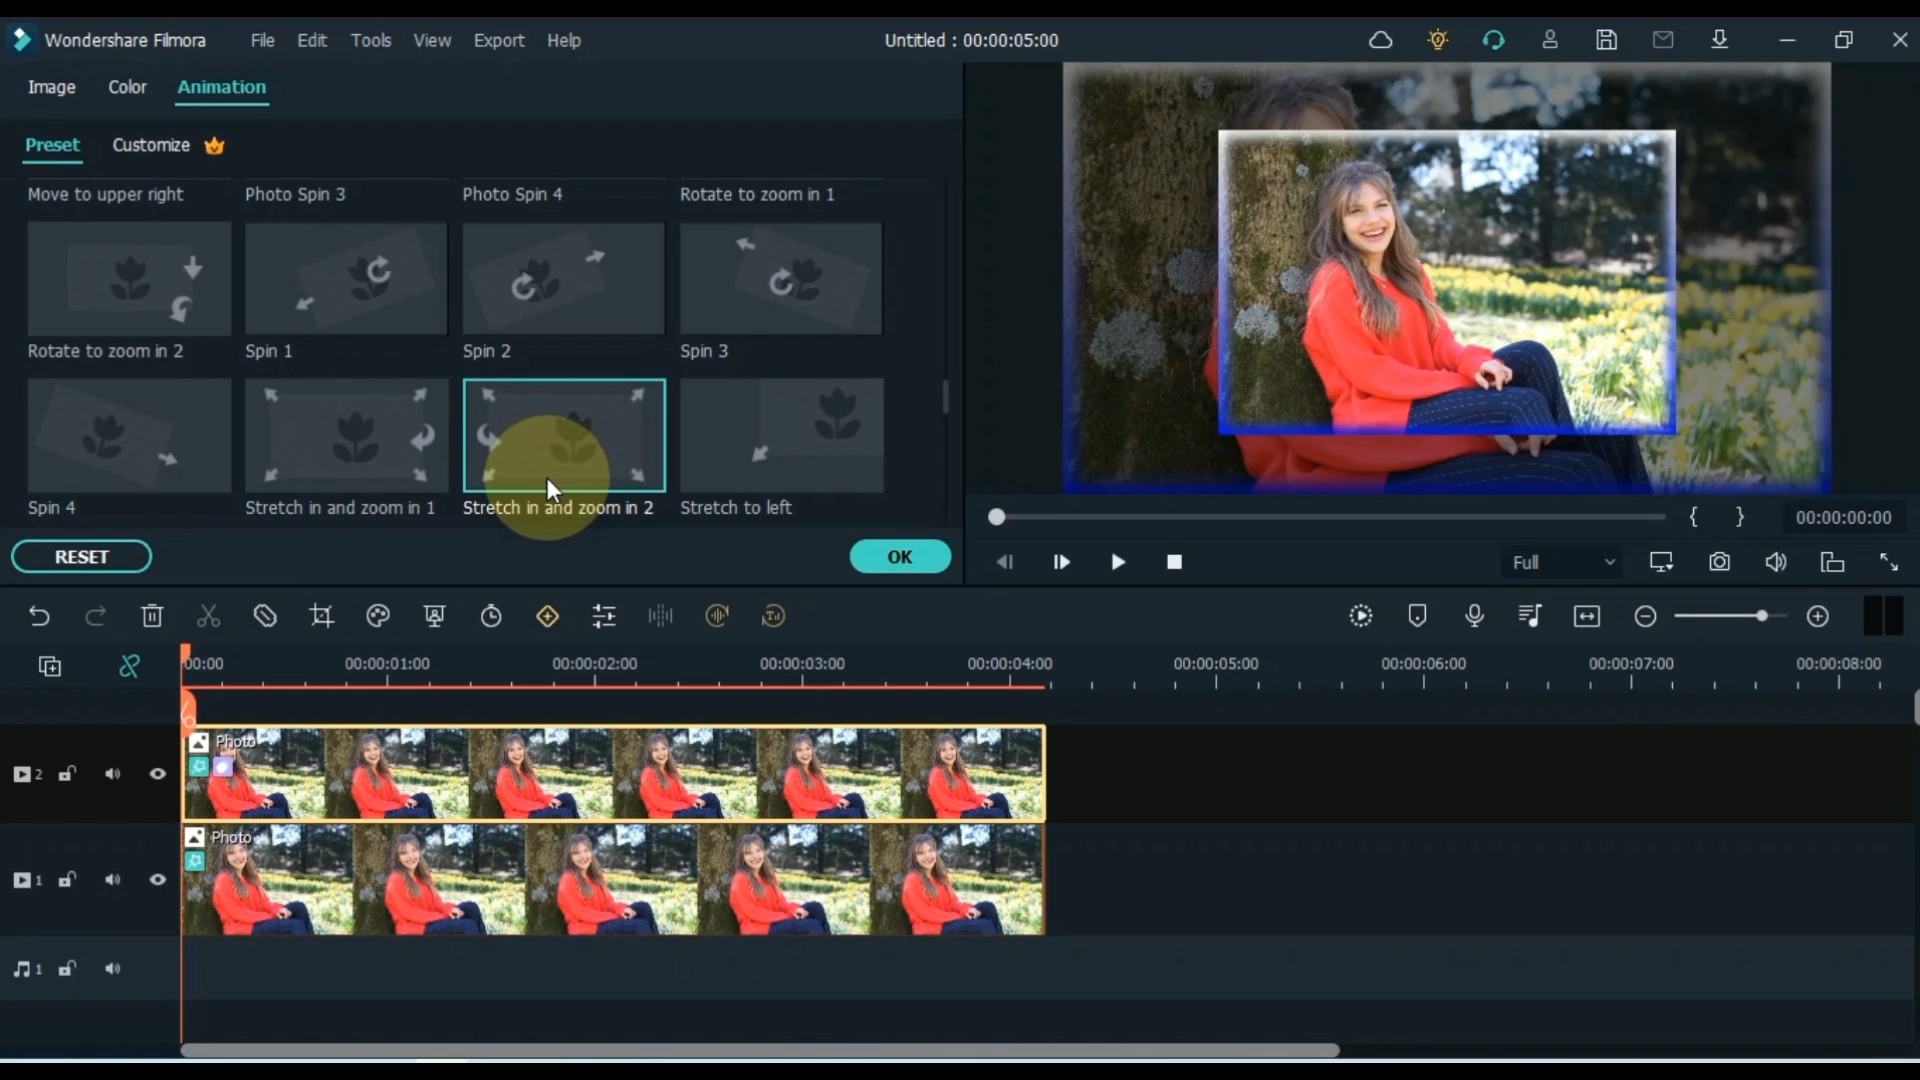 Wondershare Filmora File Edit Tools View Export Help Untitled : 00:00:05:00
Image Color Animation
Preset Customize
Move to upper right Photo Spin 3 Photo Spin 4 Rotate to zoom in 1
Rotate to zoom in 2 Spin 1 Spin 2 Spin 3
Spin 4 Stretch in and zoom in 1 Stretch in and zoom in 2 Stretch to left
{ } 00:00:00:00
RESET OK
Full
00:00 00:00:01:00 00:00:02:00 00:00:03:00 00:00:04:00 00:00:05:00 00:00:06:00 00:00:07:00 00:00:08:00
Photo
2
Photo
1
1